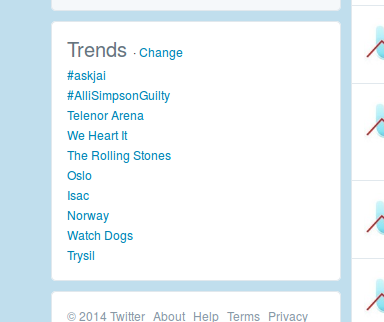 Trends · Change
#askjai
#AlliSimpsonGuilty
Telenor Arena
We Heart It
The Rolling Stones
Oslo
Isac
Norway
Watch Dogs
Trysil
© 2014 Twitter About Help Terms Privacy